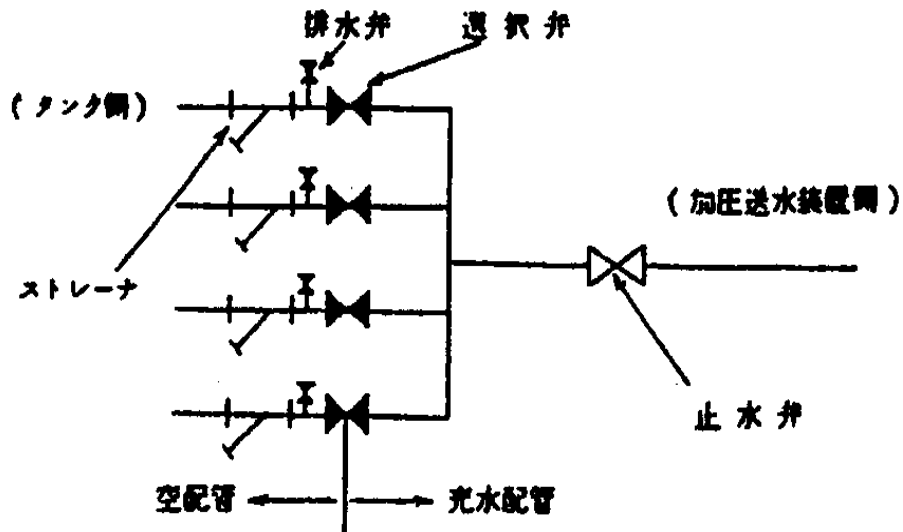 排水弁
選択弁
(タンク側)
(加圧送水装置側)
ストレーナ
止水弁
空配管
充水配管